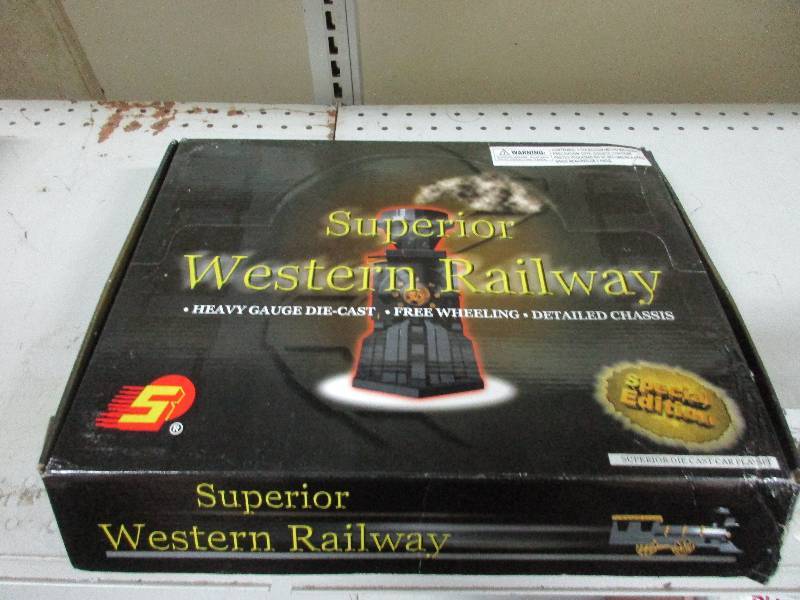 WARNING:
Superior
Western Railway
• HEAVY GAUGE DIE-CAST • FREE WHEELING • DETAILED CHASSIS
S®
Special
Edition
SUPERIOR DIE CAST CAR PLAYSET
Superior
Western Railway